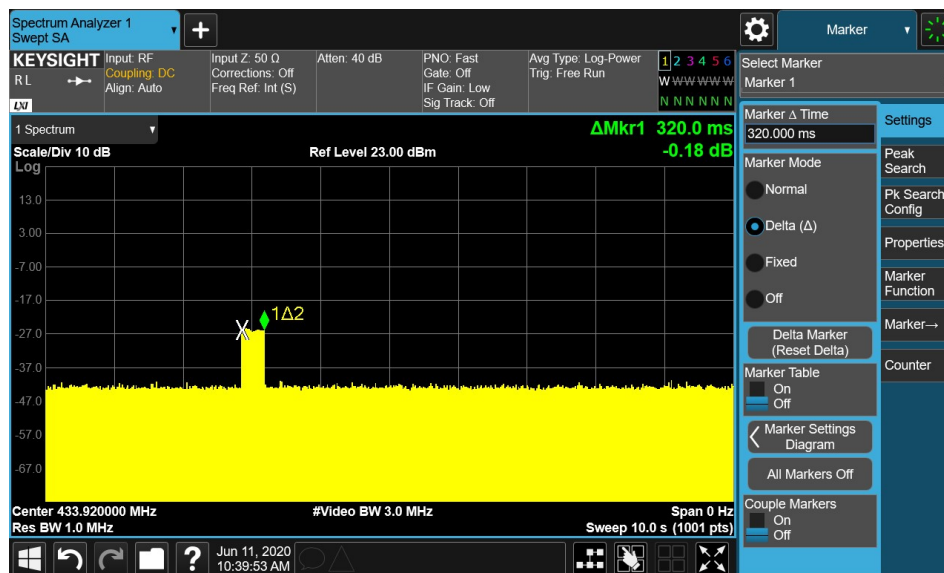 Spectrum Analyzer 1
Swept SA
+
Marker
KEYSIGHT
RL
LXI
Input: RF
Coupling: DC
Align: Auto
Input Z: 50 Ω
Corrections: Off
Freq Ref: Int (S)
Atten: 40 dB
PNO: Fast
Gate: Off
IF Gain: Low
Sig Track: Off
Avg Type: Log-Power
Trig: Free Run
1 2 3 4 5 6
W W W W W W
N N N N N N
Select Marker
Marker 1
1 Spectrum
ΔMkr1 320.0 ms
Scale/Div 10 dB
Ref Level 23.00 dBm
-0.18 dB
Log
13.0
3.00
-7.00
-17.0
-27.0
-37.0
-47.0
-57.0
-67.0
X
1Δ2
Center 433.920000 MHz
#Video BW 3.0 MHz
Span 0 Hz
Res BW 1.0 MHz
Sweep 10.0 s (1001 pts)
Marker Δ Time
320.000 ms
Marker Mode
Normal
Delta (Δ)
Fixed
Off
Delta Marker
(Reset Delta)
Marker Table
On
Off
Marker Settings
Diagram
All Markers Off
Couple Markers
On
Off
Settings
Peak
Search
Pk Search
Config
Properties
Marker
Function
Marker→
Counter
?
Jun 11, 2020
10:39:53 AM